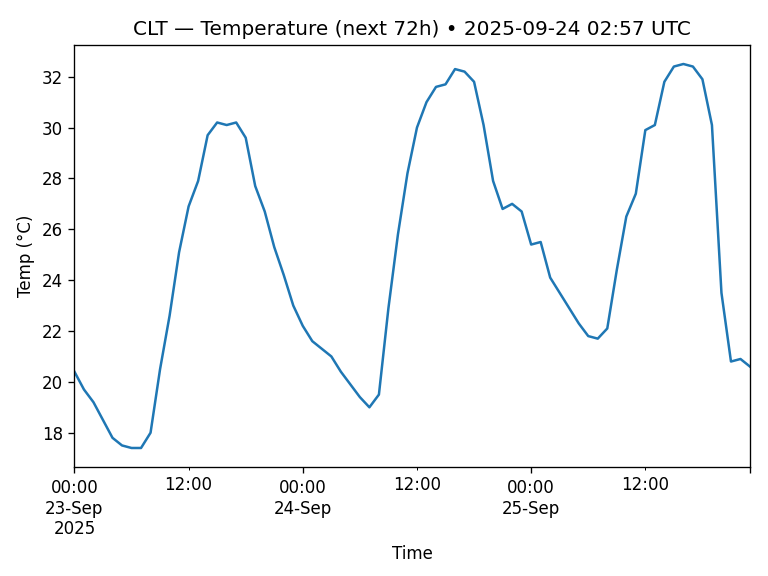 CLT — Temperature (next 72h) • 2025-09-24 02:57 UTC
32
30
28
26
24
22
20
18
Temp (°C)
00:00 12:00 00:00 12:00 00:00 12:00
23-Sep 24-Sep 25-Sep
2025
Time